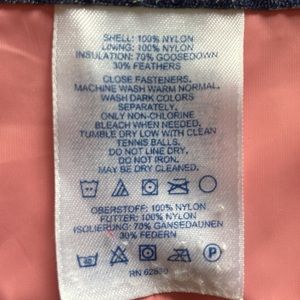 SHELL: 100% NYLON
LINING: 100% NYLON
INSULATION: 70% GOOSEDOWN
30% FEATHERS
CLOSE FASTENERS.
MACHINE WASH WARM NORMAL.
WASH DARK COLORS
SEPARATELY.
ONLY NON-CHLORINE
BLEACH WHEN NEEDED.
TUMBLE DRY LOW WITH CLEAN
TENNIS BALLS.
DO NOT LINE DRY.
DO NOT IRON.
MAY BE DRY CLEANED.
OBERSTOFF: 100% NYLON
FUTTER: 100% NYLON
ISOLIERUNG: 70% GANSEDAUNEN
30% FEDERN
40
P
RN